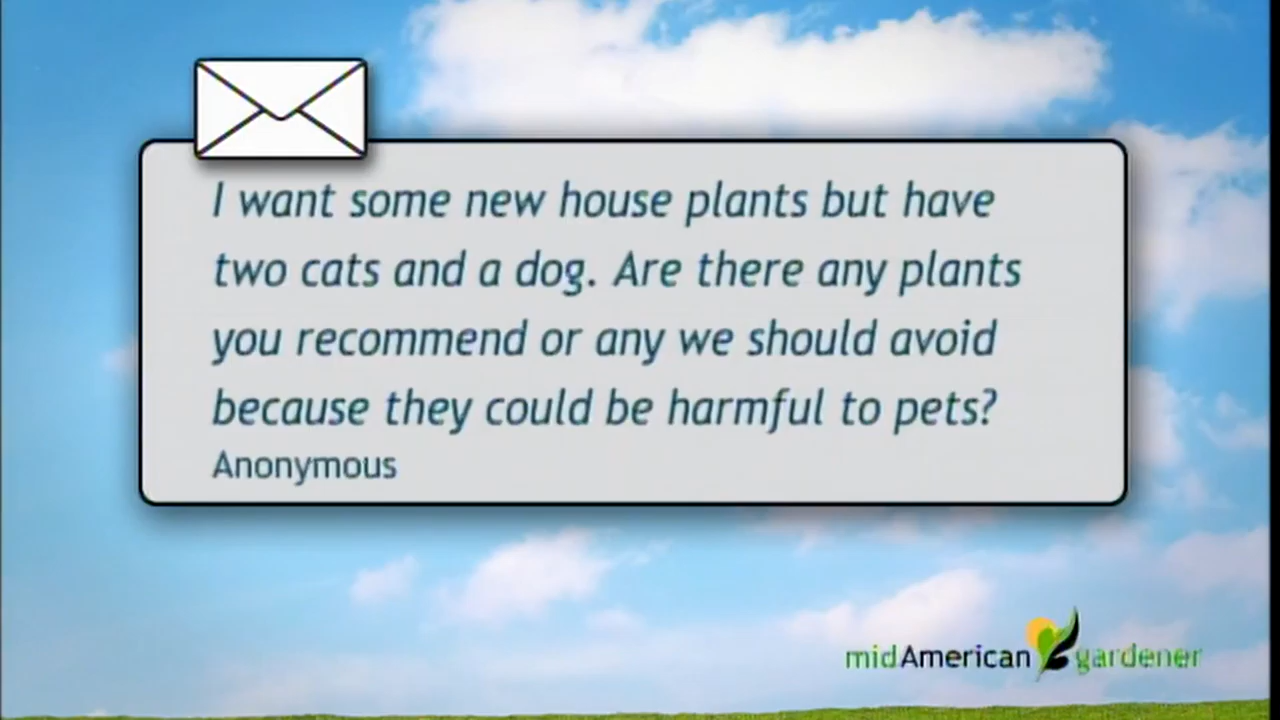 I want some new house plants but have
two cats and a dog. Are there any plants
you recommend or any we should avoid
because they could be harmful to pets?
Anonymous
midAmerican gardener